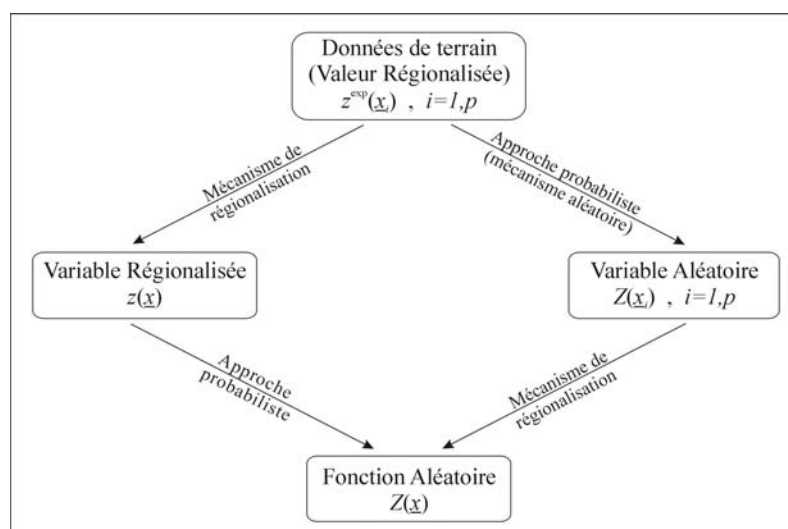 Données de terrain
(Valeur Régionalisée)
z^exp(x_i) , i=1,p
Mécanisme de
régionalisation
Approche probabiliste
(mécanisme aléatoire)
Variable Régionalisée
z(x)
Variable Aléatoire
Z(x_i) , i=1,p
Approche
probabiliste
Mécanisme de
régionalisation
Fonction Aléatoire
Z(x)